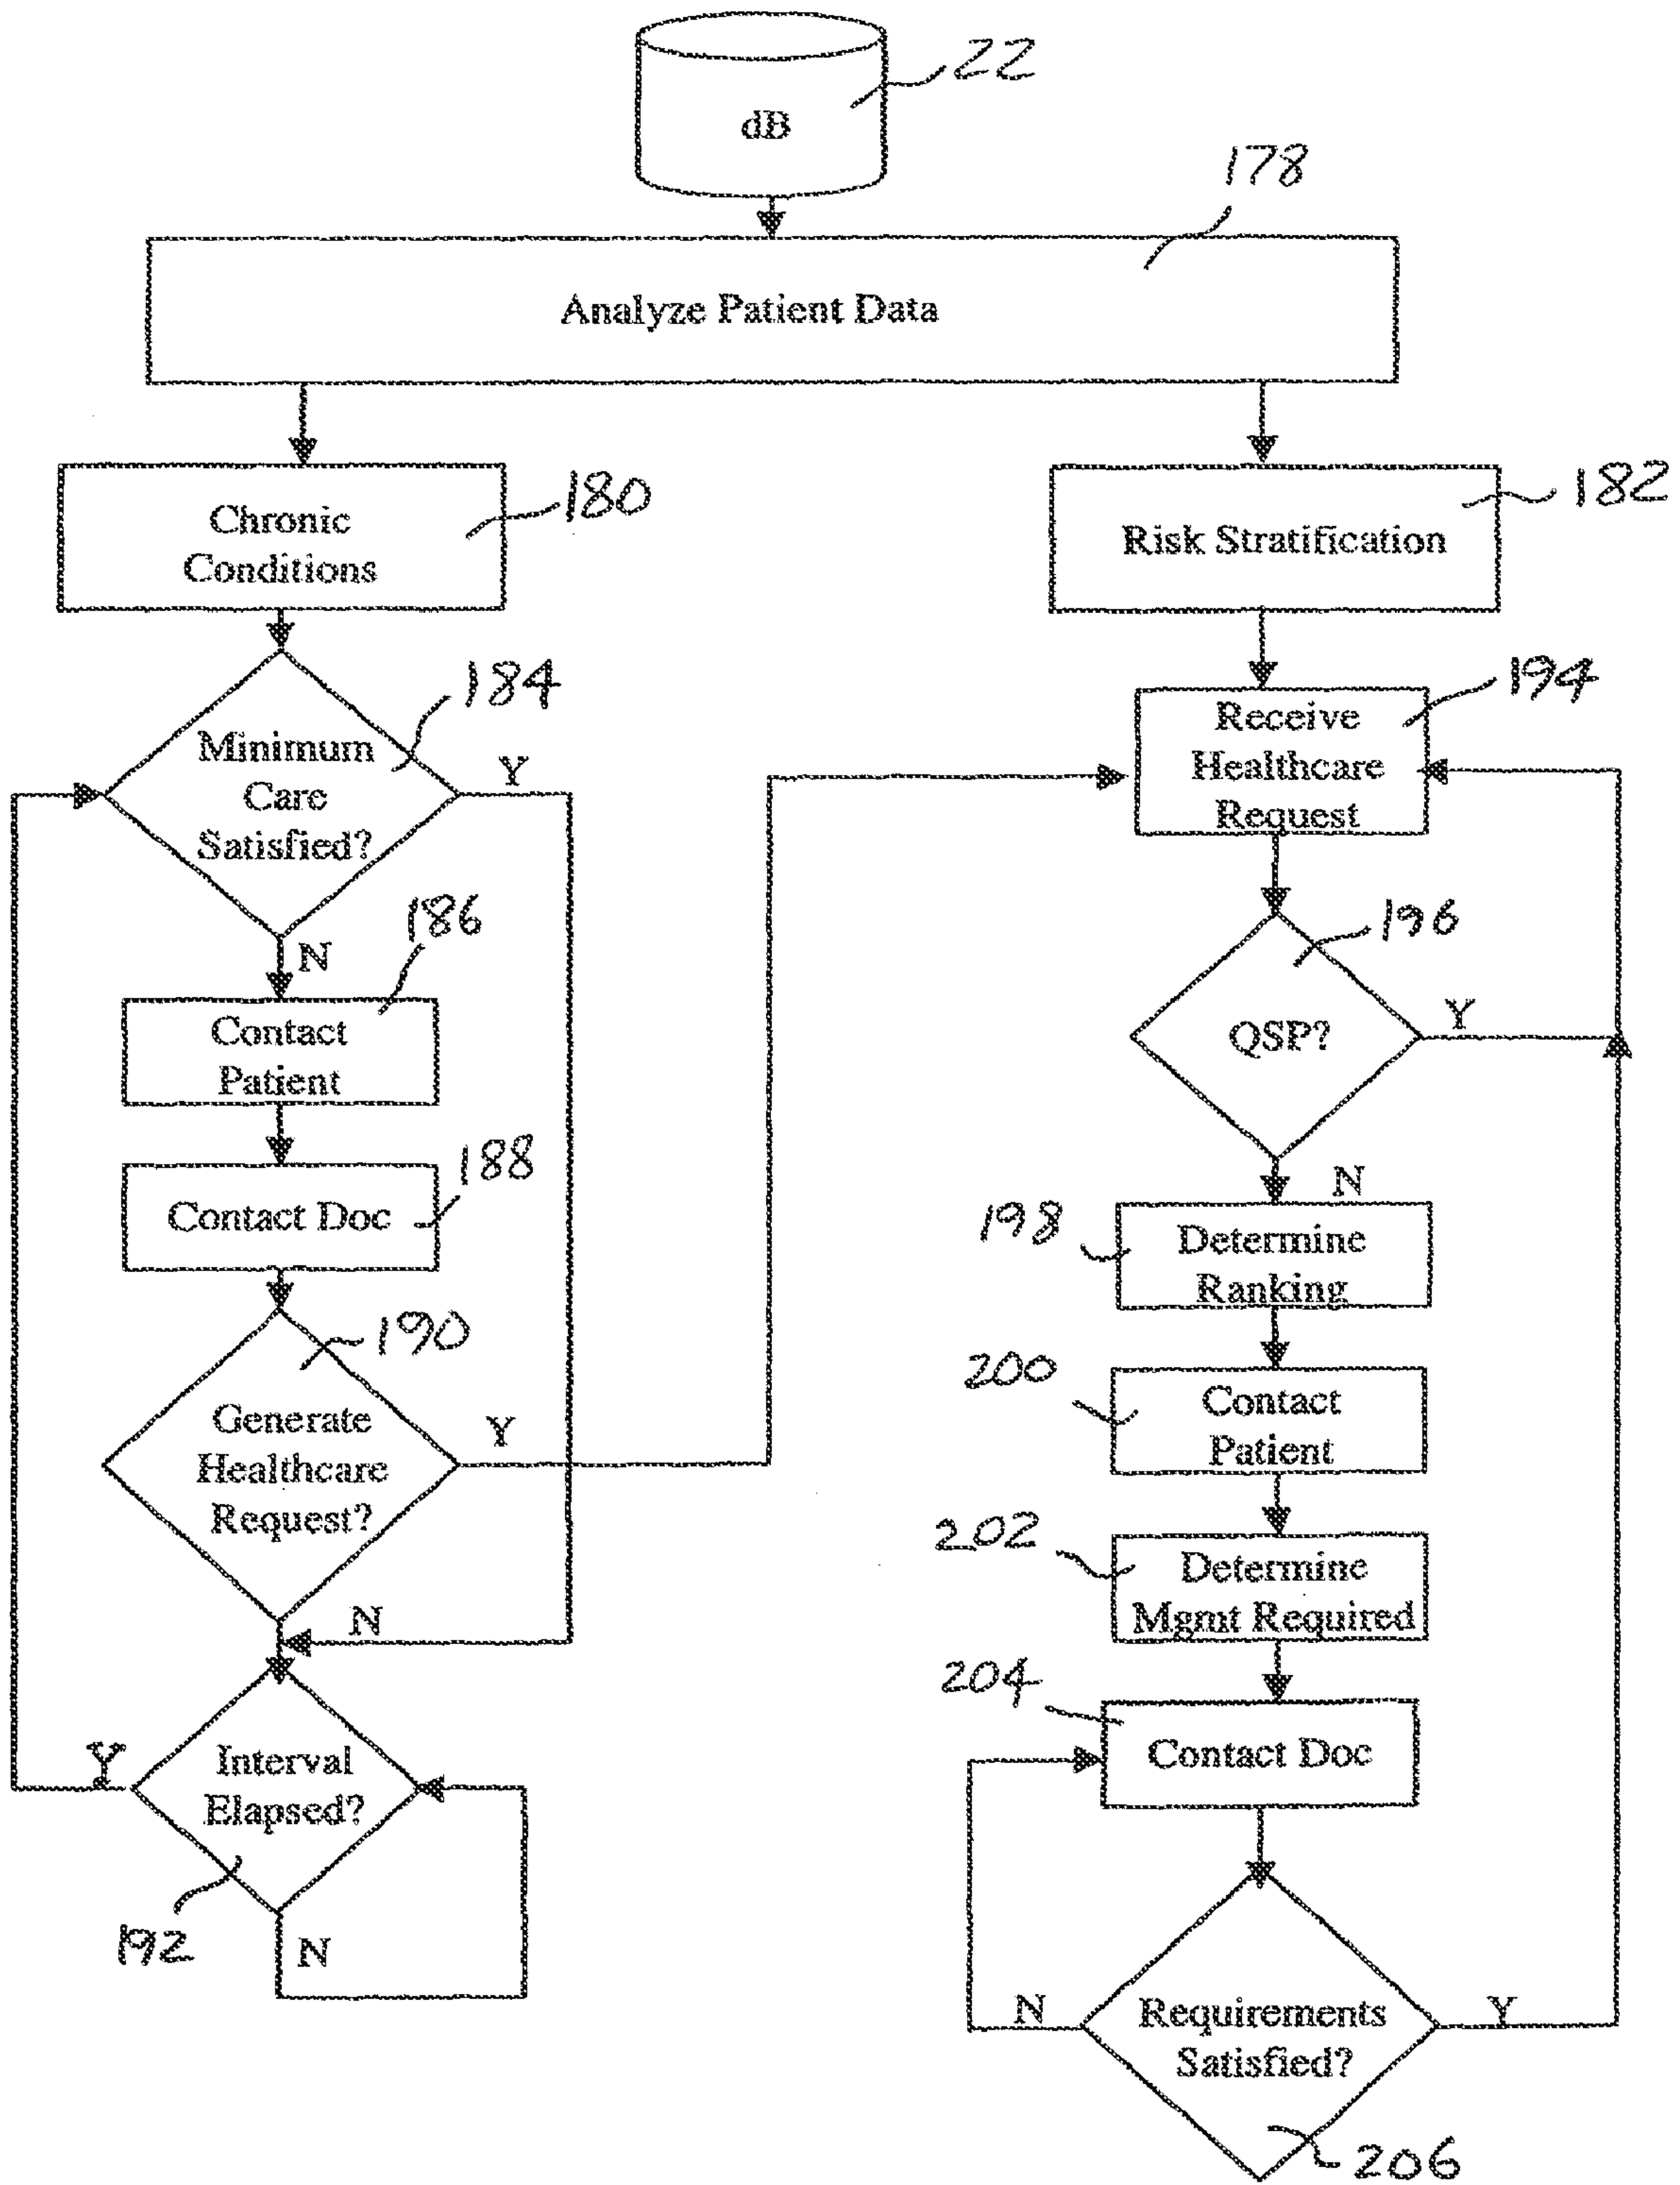 22
dB
178
Analyze Patient Data
180
Chronic
Conditions
182
Risk Stratification
184
Minimum
Care
Satisfied?
Y
N
186
Contact
Patient
188
Contact Doc
190
Generate
Healthcare
Request?
Y
N
Interval
Elapsed?
Y
N
192
194
Receive
Healthcare
Request
196
QSP?
Y
N
198
Determine
Ranking
200
Contact
Patient
202
Determine
Mgmt Required
204
Contact Doc
Requirements
Satisfied?
N
Y
206